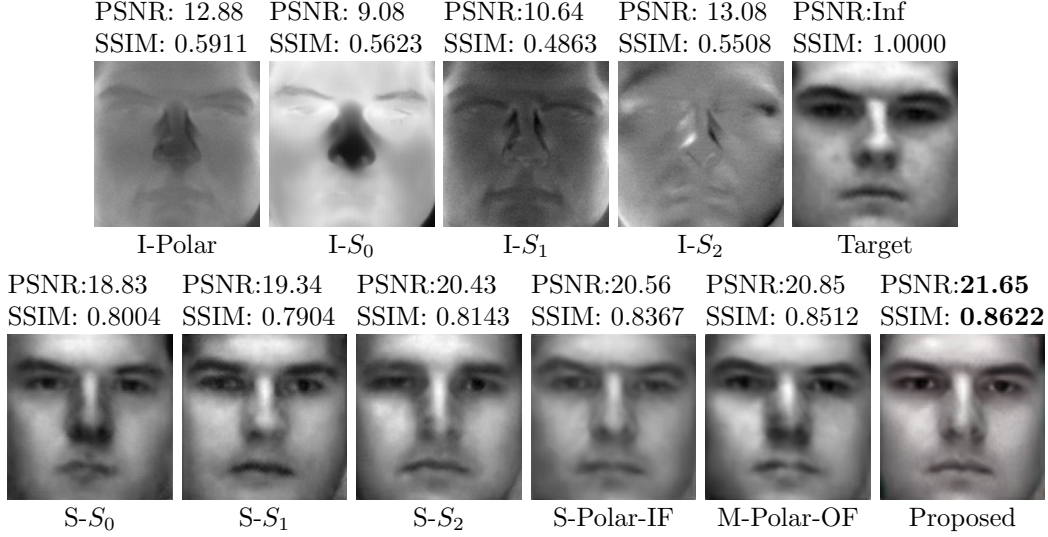 PSNR: 12.88 PSNR: 9.08 PSNR:10.64 PSNR: 13.08 PSNR:Inf
SSIM: 0.5911 SSIM: 0.5623 SSIM: 0.4863 SSIM: 0.5508 SSIM: 1.0000
I-Polar I-S₀ I-S₁ I-S₂ Target
PSNR:18.83 PSNR:19.34 PSNR:20.43 PSNR:20.56 PSNR:20.85 PSNR:21.65
SSIM: 0.8004 SSIM: 0.7904 SSIM: 0.8143 SSIM: 0.8367 SSIM: 0.8512 SSIM: 0.8622
S-S₀ S-S₁ S-S₂ S-Polar-IF M-Polar-OF Proposed